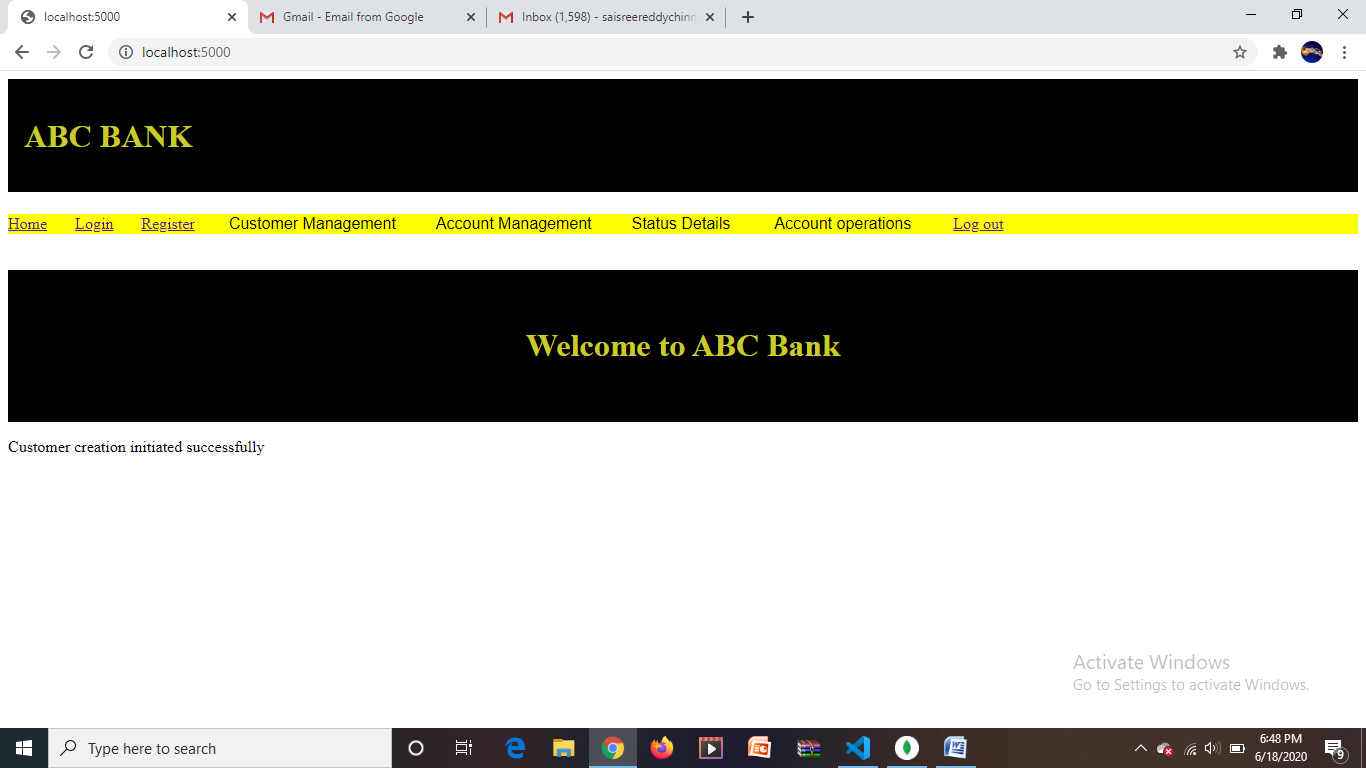 localhost:5000
Gmail - Email from Google
Inbox (1,598) - saisreereddychinn
localhost:5000
ABC BANK
Home Login Register Customer Management Account Management Status Details Account operations Log out
Welcome to ABC Bank
Customer creation initiated successfully
Activate Windows
Go to Settings to activate Windows.
Type here to search
6:48 PM
6/18/2020
9